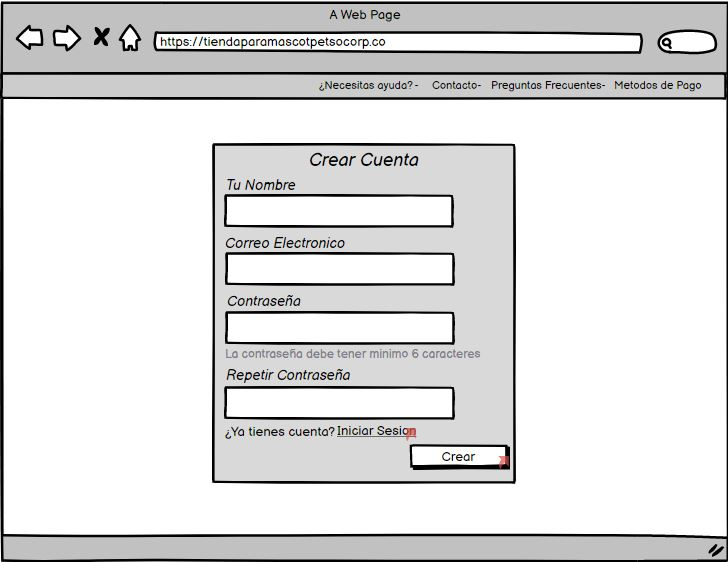 A Web Page
https://tiendaparamascotpetsocorp.co
¿Necesitas ayuda? - Contacto- Preguntas Frecuentes- Metodos de Pago
Crear Cuenta
Tu Nombre
Correo Electronico
Contraseña
La contraseña debe tener minimo 6 caracteres
Repetir Contraseña
¿Ya tienes cuenta? Iniciar Sesion
Crear